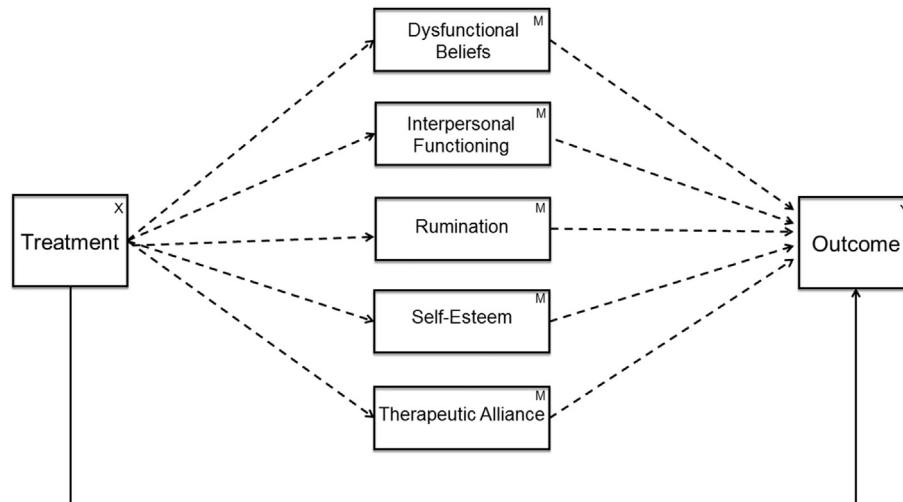 M
Dysfunctional
Beliefs
M
Interpersonal
Functioning
X
Treatment
M
Rumination
Y
Outcome
M
Self-Esteem
M
Therapeutic Alliance